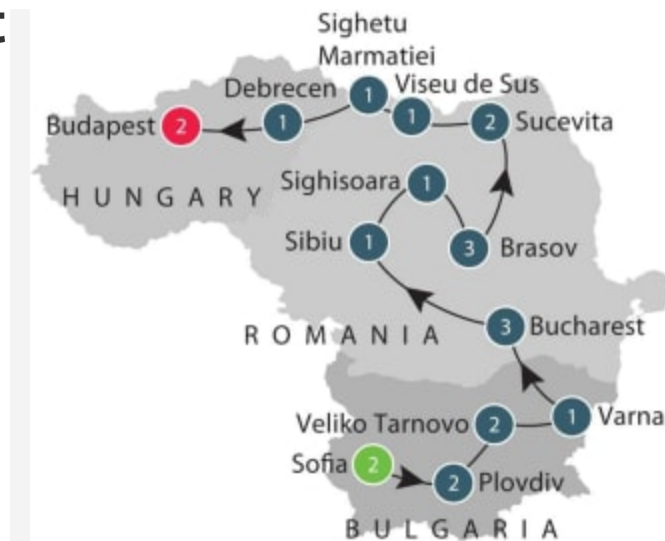 Sighetu
Marmatiei
Debrecen 1 1 Viseu de Sus
Budapest 2 1 1 2 Sucevita
HUNGARY
Sighisoara 1
Sibiu 1 3 Brasov
ROMANIA
3 Bucharest
Veliko Tarnovo 2 1 Varna
Sofia 2 2 Plovdiv
BULGARIA